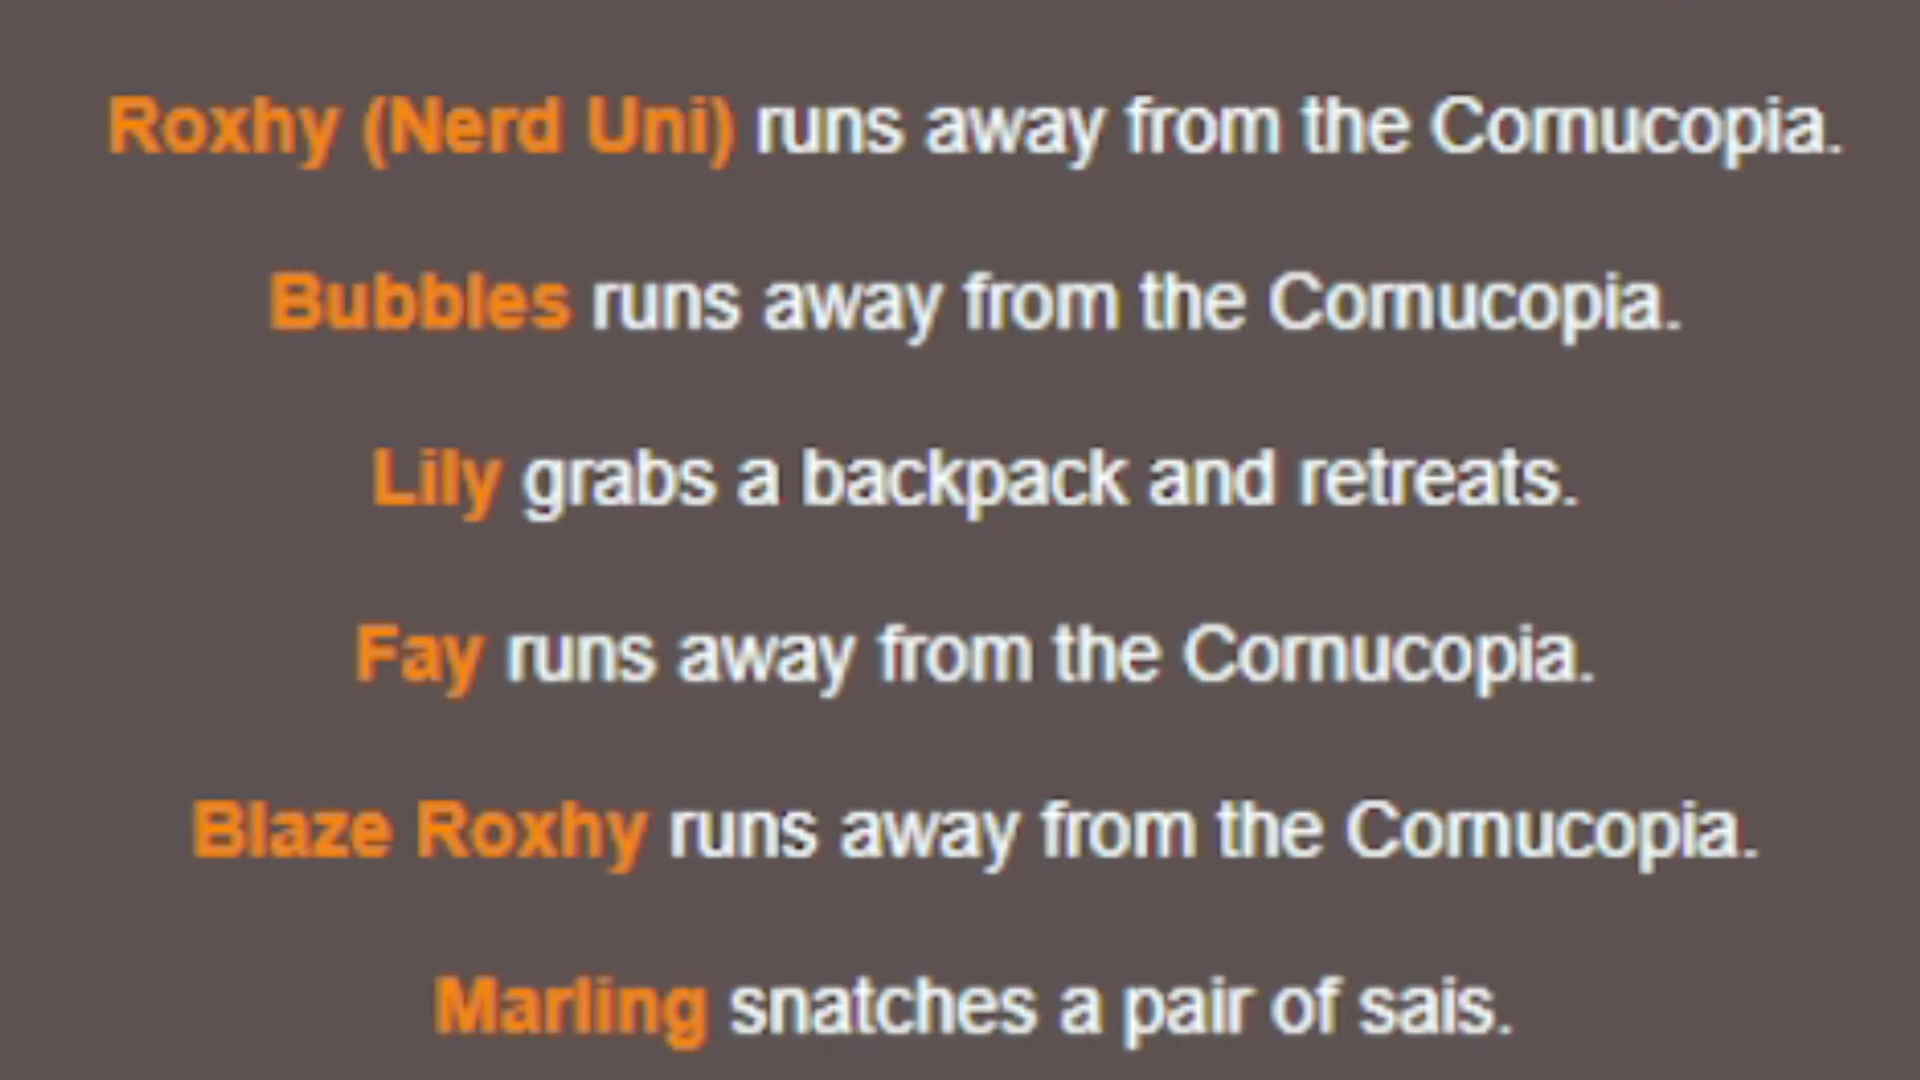 Roxhy (Nerd Uni) runs away from the Cornucopia.
Bubbles runs away from the Cornucopia.
Lily grabs a backpack and retreats.
Fay runs away from the Cornucopia.
Blaze Roxhy runs away from the Cornucopia.
Marling snatches a pair of sais.